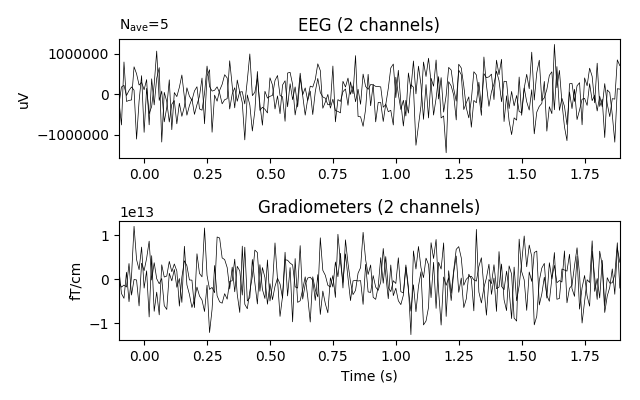 N_ave=5
EEG (2 channels)
1000000
0
−1000000
uV
0.00 0.25 0.50 0.75 1.00 1.25 1.50 1.75
1e13
Gradiometers (2 channels)
1
0
−1
fT/cm
0.00 0.25 0.50 0.75 1.00 1.25 1.50 1.75
Time (s)